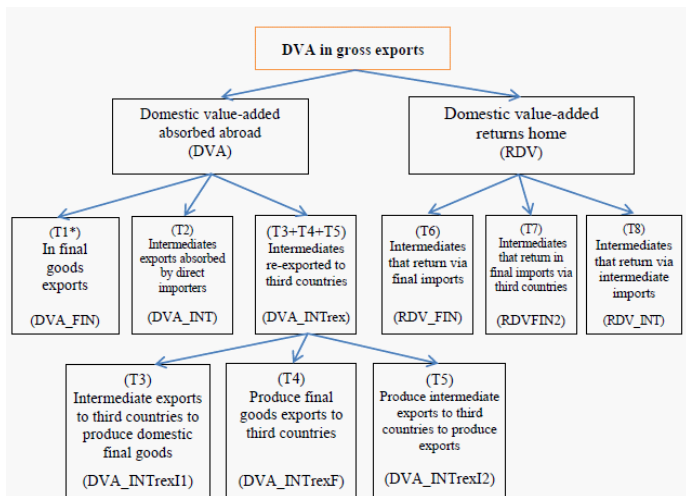 DVA in gross exports
Domestic value-added
absorbed abroad
(DVA)
Domestic value-added
returns home
(RDV)
(T1*)
In final
goods
exports
(DVA_FIN)
(T2)
Intermediates
exports absorbed
by direct
importers
(DVA_INT)
(T3+T4+T5)
Intermediates
re-exported to
third countries
(DVA_INTrex)
(T6)
Intermediates
that return via
final imports
(RDV_FIN)
(T7)
Intermediates
that return in
final imports via
third countries
(RDVFIN2)
(T8)
Intermediates
that return via
intermediate
imports
(RDV_INT)
(T3)
Intermediate exports
to third countries to
produce domestic
final goods
(DVA_INTrexI1)
(T4)
Produce final
goods exports to
third countries
(DVA_INTrexF)
(T5)
Produce intermediate
exports to third
countries to produce
exports
(DVA_INTrexI2)